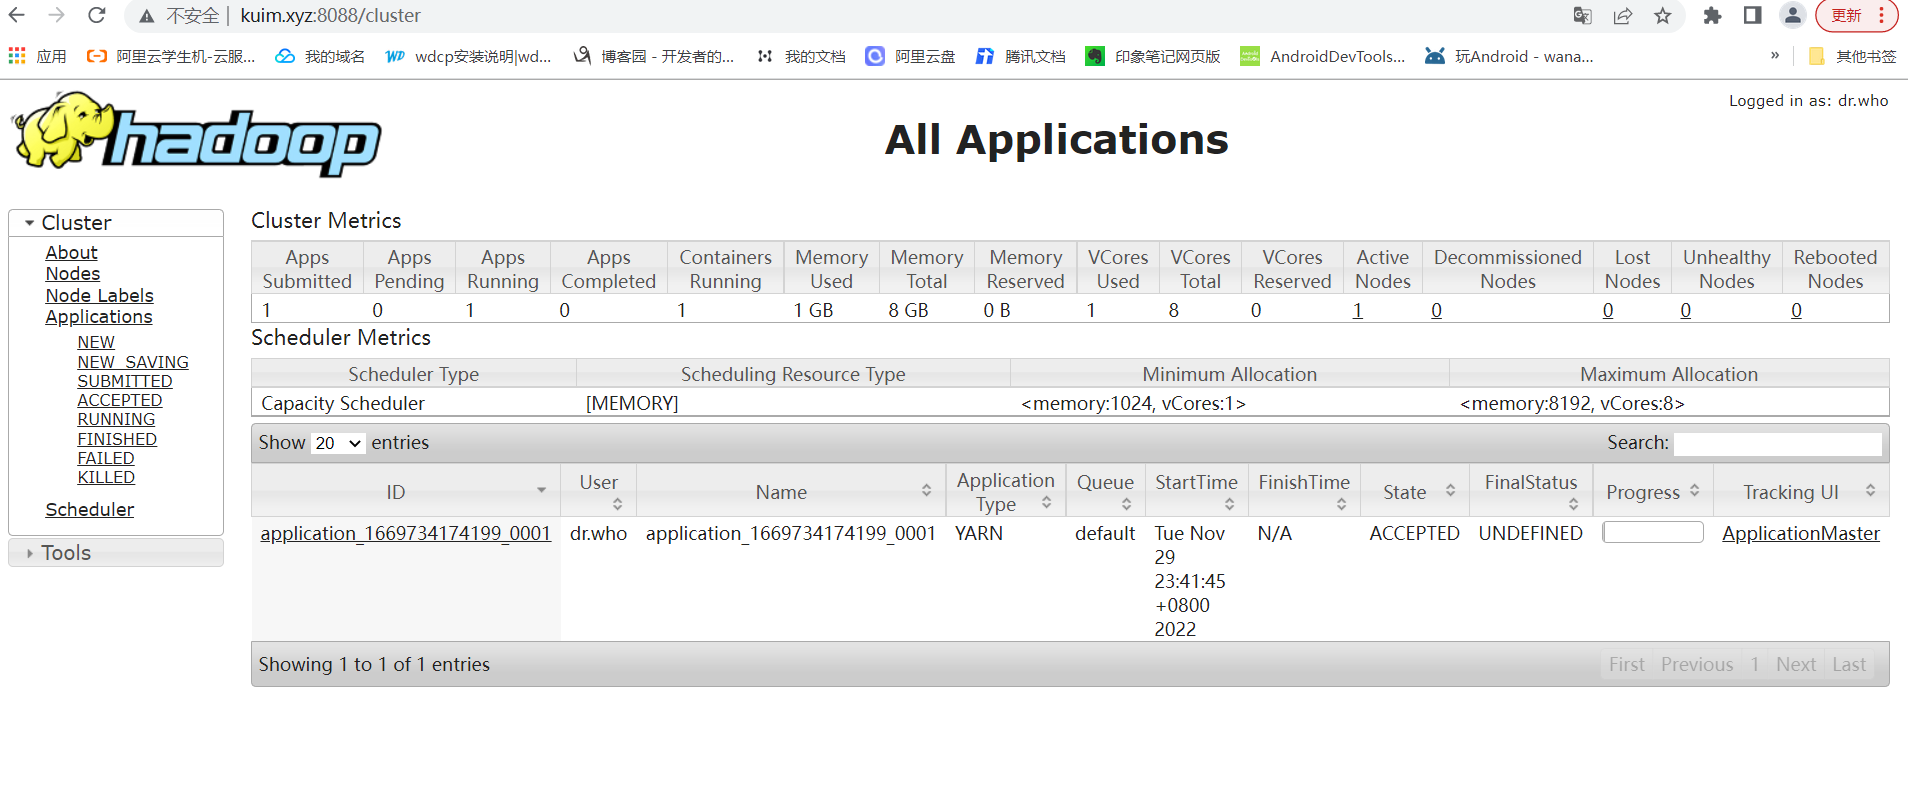 不安全 kuim.xyz:8088/cluster 更新
应用 阿里云学生机-云服... 我的域名 wdcp安装说明|wd... 博客园 - 开发者的... 我的文档 阿里云盘 腾讯文档 印象笔记网页版 AndroidDevTools... 玩Android - wana... » 其他书签
Logged in as: dr.who
hadoop
All Applications
Cluster
About
Nodes
Node Labels
Applications
NEW
NEW_SAVING
SUBMITTED
ACCEPTED
RUNNING
FINISHED
FAILED
KILLED
Scheduler
Tools
Cluster Metrics
Apps Submitted Apps Pending Apps Running Apps Completed Containers Running Memory Used Memory Total Memory Reserved VCores Used VCores Total VCores Reserved Active Nodes Decommissioned Nodes Lost Nodes Unhealthy Nodes Rebooted Nodes
1 0 1 0 1 1 GB 8 GB 0 B 1 8 0 1 0 0 0 0
Scheduler Metrics
Scheduler Type Scheduling Resource Type Minimum Allocation Maximum Allocation
Capacity Scheduler [MEMORY] <memory:1024, vCores:1> <memory:8192, vCores:8>
Show 20 entries Search:
ID User Name Application Type Queue StartTime FinishTime State FinalStatus Progress Tracking UI
application_1669734174199_0001 dr.who application_1669734174199_0001 YARN default Tue Nov N/A ACCEPTED UNDEFINED ApplicationMaster
29
23:41:45
+0800
2022
Showing 1 to 1 of 1 entries First Previous 1 Next Last